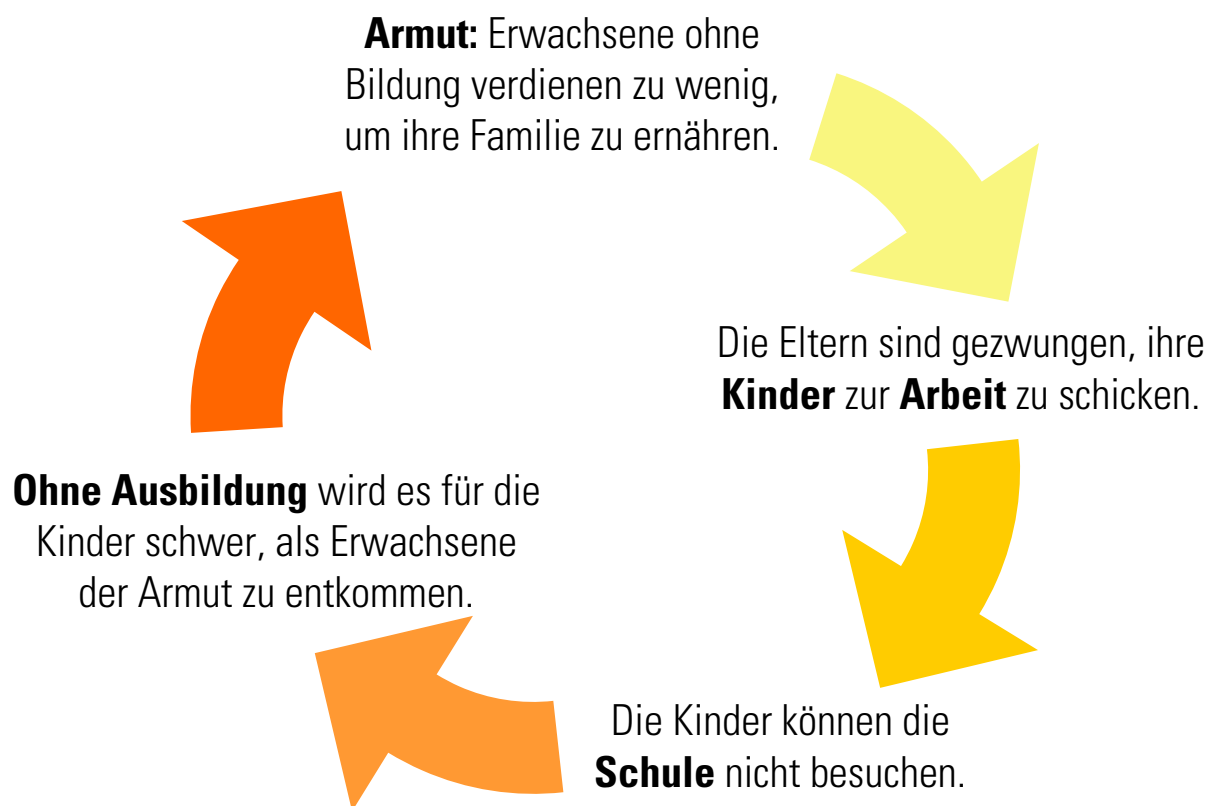 Armut: Erwachsene ohne
Bildung verdienen zu wenig,
um ihre Familie zu ernähren.
Die Eltern sind gezwungen, ihre
Kinder zur Arbeit zu schicken.
Die Kinder können die
Schule nicht besuchen.
Ohne Ausbildung wird es für die
Kinder schwer, als Erwachsene
der Armut zu entkommen.